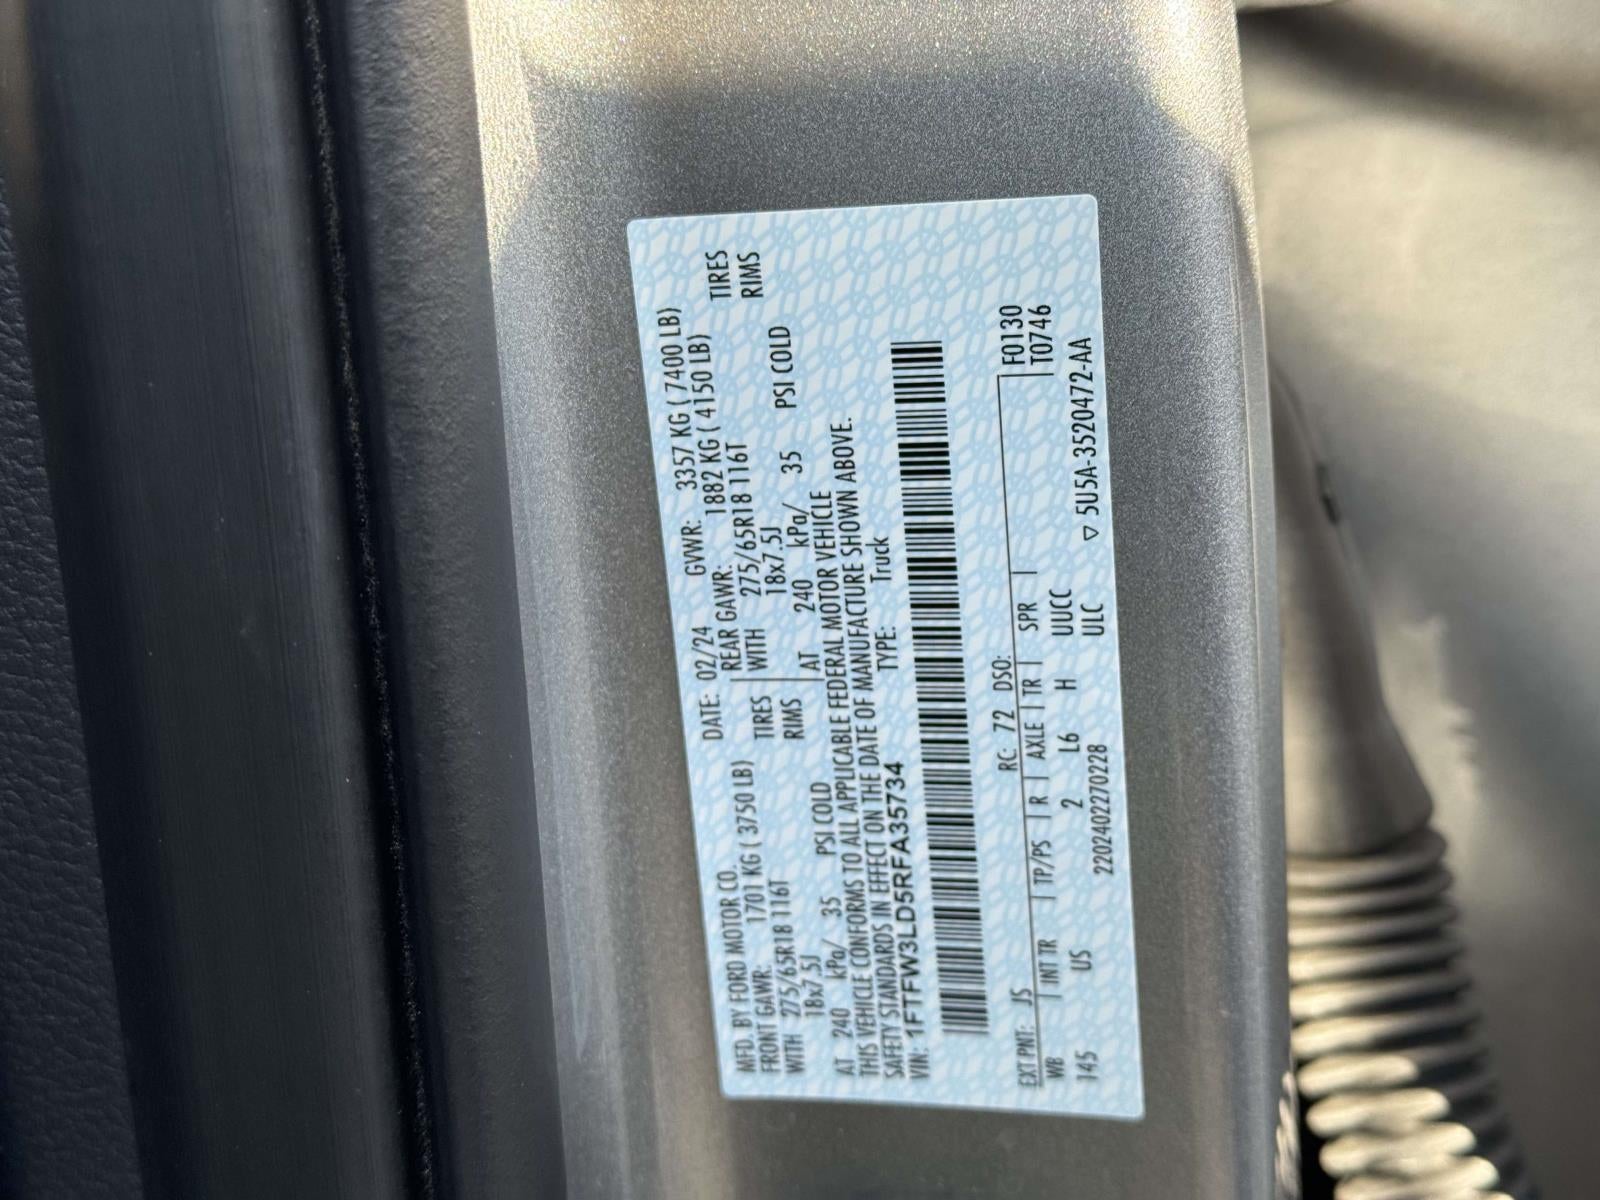 MFD. BY FORD MOTOR CO. DATE: 02/24 GVWR: 3357 KG ( 7400 LB)
FRONT GAWR: 1701 KG ( 3750 LB) REAR GAWR: 1882 KG ( 4150 LB)
WITH 275/65R18 116T TIRES WITH 275/65R18 116T TIRES
18x7.5J RIMS 18x7.5J RIMS
AT 240 kPa/ 35 PSI COLD AT 240 kPa/ 35 PSI COLD
THIS VEHICLE CONFORMS TO ALL APPLICABLE FEDERAL MOTOR VEHICLE
SAFETY STANDARDS IN EFFECT ON THE DATE OF MANUFACTURE SHOWN ABOVE.
VIN: 1FTFW3LD5RFA35734 TYPE: Truck
EXT PNT: JS RC: 72 DSO: F0130
WB INT TR TP/PS R AXLE TR SPR T0746
145 US 2 L6 H UUCC
2202402270228 ULC ▽ 5U5A-3520472-AA